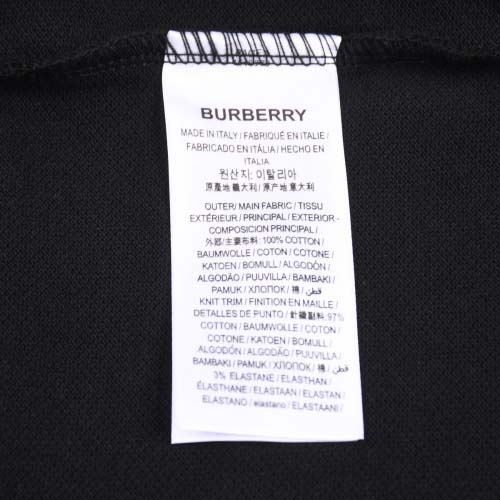 BURBERRY
MADE IN ITALY / FABRIQUÉ EN ITALIE /
FABRICADO EN ITÁLIA / HECHO EN
ITALIA
원산지: 이탈리아
原產地義大利 / 原产地意大利
OUTER/ MAIN FABRIC / TISSU
EXTÉRIEUR / PRINCIPAL / EXTERIOR -
COMPOSICION PRINCIPAL /
外部/主要布料: 100% COTTON /
BAUMWOLLE / COTON / COTONE /
KATOEN / BOMULL / ALGODÓN /
ALGODÃO / PUUVILLA / BAMBAKI /
PAMUK / ХЛОПОК / 棉 / قطن /
KNIT TRIM / FINITION EN MAILLE /
DETALLES DE PUNTO / 針織副料 97%
COTTON / BAUMWOLLE / COTON /
COTONE / KATOEN / BOMULL /
ALGODÓN / ALGODÃO / PUUVILLA /
BAMBAKI / PAMUK / ХЛОПОК / 棉 / قطن /
3% ELASTANE / ELASTHAN /
ÉLASTHANNE / ELASTAN / ELASTAN /
ELASTANO / elastano / ELASTAANI /